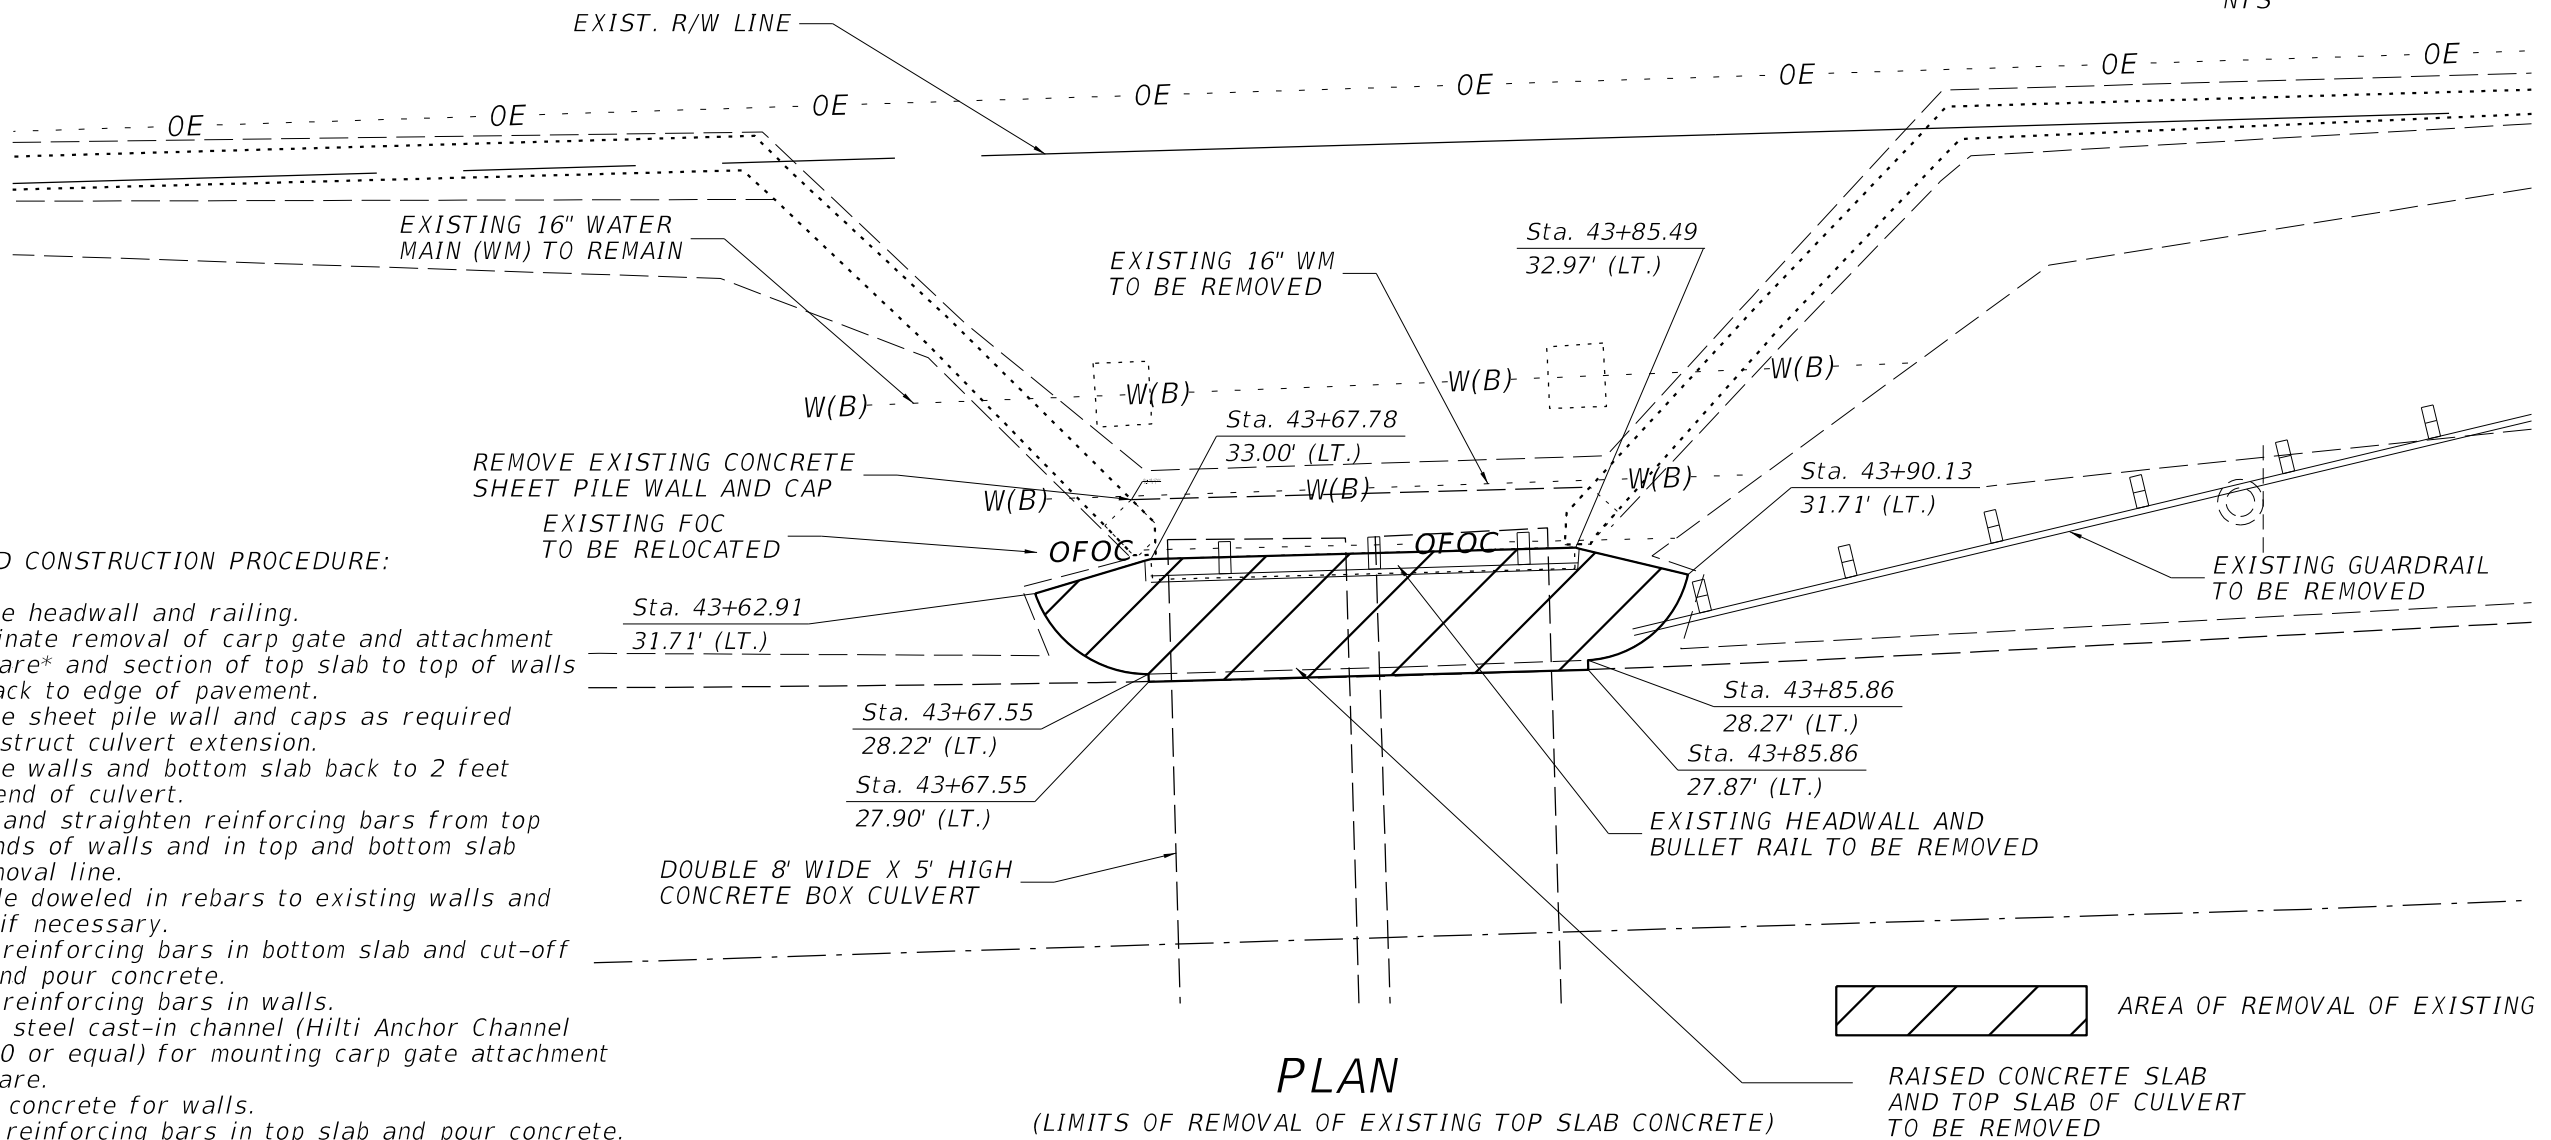 NTS
EXIST. R/W LINE
OE
OE
OE
OE
OE
OE
OE
OE
EXISTING 16" WATER
MAIN (WM) TO REMAIN
EXISTING 16" WM
TO BE REMOVED
Sta. 43+85.49
32.97' (LT.)
W(B)
W(B)
W(B)
W(B)
Sta. 43+67.78
33.00' (LT.)
REMOVE EXISTING CONCRETE
SHEET PILE WALL AND CAP
W(B)
W(B)
W(B)
Sta. 43+90.13
31.71' (LT.)
EXISTING FOC
TO BE RELOCATED
OFOC
OFOC
EXISTING GUARDRAIL
TO BE REMOVED
Sta. 43+62.91
31.71' (LT.)
Sta. 43+67.55
28.22' (LT.)
Sta. 43+67.55
27.90' (LT.)
Sta. 43+85.86
28.27' (LT.)
Sta. 43+85.86
27.87' (LT.)
EXISTING HEADWALL AND
BULLET RAIL TO BE REMOVED
DOUBLE 8' WIDE X 5' HIGH
CONCRETE BOX CULVERT
D CONSTRUCTION PROCEDURE:
e headwall and railing.
inate removal of carp gate and attachment
are* and section of top slab to top of walls
ack to edge of pavement.
e sheet pile wall and caps as required
struct culvert extension.
e walls and bottom slab back to 2 feet
end of culvert.
and straighten reinforcing bars from top
nds of walls and in top and bottom slab
noval line.
le doweled in rebars to existing walls and
if necessary.
reinforcing bars in bottom slab and cut-off
nd pour concrete.
reinforcing bars in walls.
steel cast-in channel (Hilti Anchor Channel
0 or equal) for mounting carp gate attachment
are.
concrete for walls.
reinforcing bars in top slab and pour concrete.
AREA OF REMOVAL OF EXISTING
RAISED CONCRETE SLAB
AND TOP SLAB OF CULVERT
TO BE REMOVED
PLAN
(LIMITS OF REMOVAL OF EXISTING TOP SLAB CONCRETE)